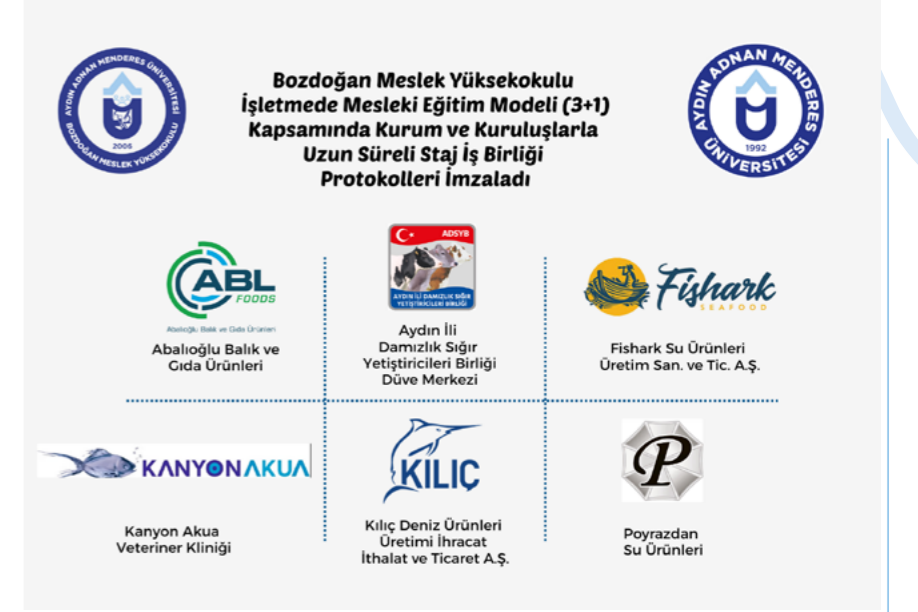 AYDIN ADNAN MENDERES ÜNİVERSİTESİ
BOZDOĞAN MESLEK YÜKSEKOKULU
2006
Bozdoğan Meslek Yüksekokulu
İşletmede Mesleki Eğitim Modeli (3+1)
Kapsamında Kurum ve Kuruluşlarla
Uzun Süreli Staj İş Birliği
Protokolleri İmzaladı
AYDIN ADNAN MENDERES
ÜNİVERSİTESİ
1992
ABL
FOODS
Abalıoğlu Balık ve Gıda Ürünleri
Abalıoğlu Balık ve
Gıda Ürünleri
ADSYB
AYDIN İLİ DAMIZLIK SIĞIR
YETİŞTİRİCİLERİ BİRLİĞİ
Aydın İli
Damızlık Sığır
Yetiştiricileri Birliği
Düve Merkezi
Fishark
SEAFOOD
Fishark Su Ürünleri
Üretim San. ve Tic. A.Ş.
KANYONAKUA
Kanyon Akua
Veteriner Kliniği
KILIÇ
Kılıç Deniz Ürünleri
Üretimi İhracat
İthalat ve Ticaret A.Ş.
P
Poyrazdan
Su Ürünleri